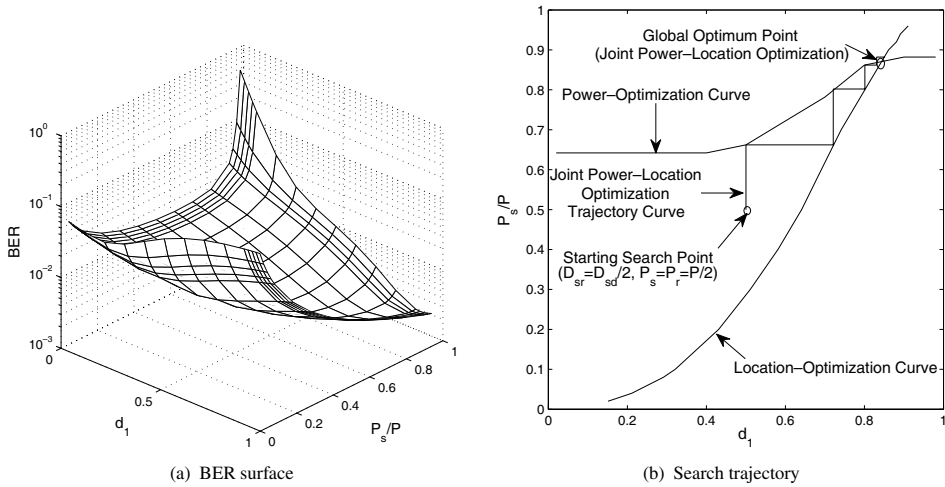 10^0
10^-1
10^-2
10^-3
BER
0
0.5
1
d_1
0
0.2
0.4
0.6
0.8
1
P_s/P
(a) BER surface
1
0.9
0.8
0.7
0.6
0.5
0.4
0.3
0.2
0.1
0
P_s/P
Global Optimum Point
(Joint Power–Location Optimization)
Power–Optimization Curve
Joint Power–Location
Optimization
Trajectory Curve
Starting Search Point
(D_sr=D_sd/2, P_s=P_r=P/2)
Location–Optimization Curve
0
0.2
0.4
0.6
0.8
1
d_1
(b) Search trajectory